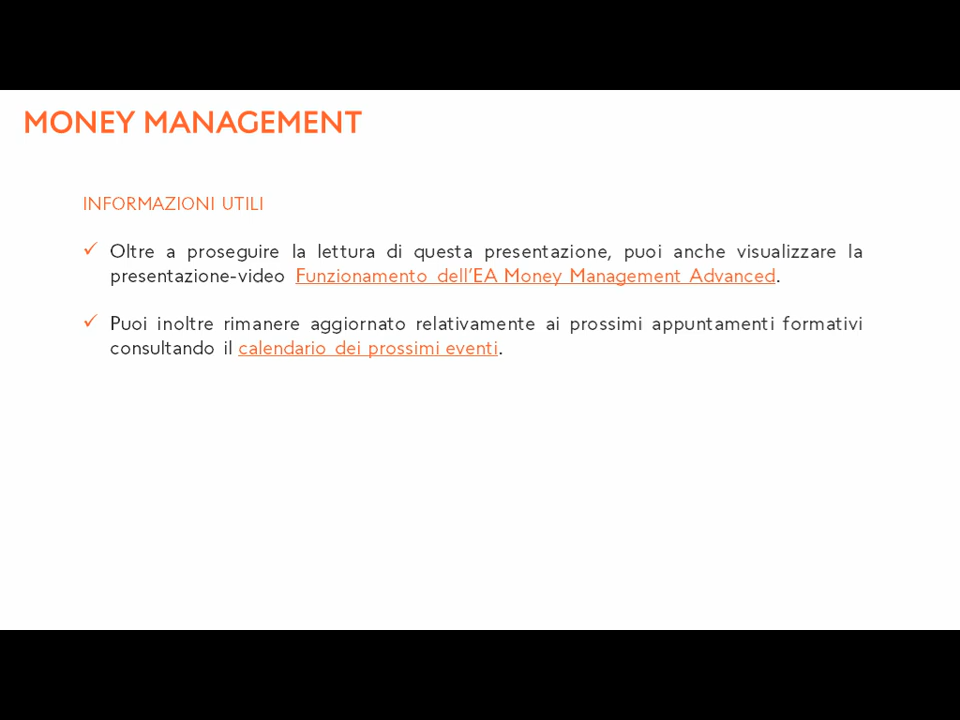 MONEY MANAGEMENT
INFORMAZIONI UTILI
✓ Oltre a proseguire la lettura di questa presentazione, puoi anche visualizzare la
presentazione-video Funzionamento dell'EA Money Management Advanced.
✓ Puoi inoltre rimanere aggiornato relativamente ai prossimi appuntamenti formativi
consultando il calendario dei prossimi eventi.